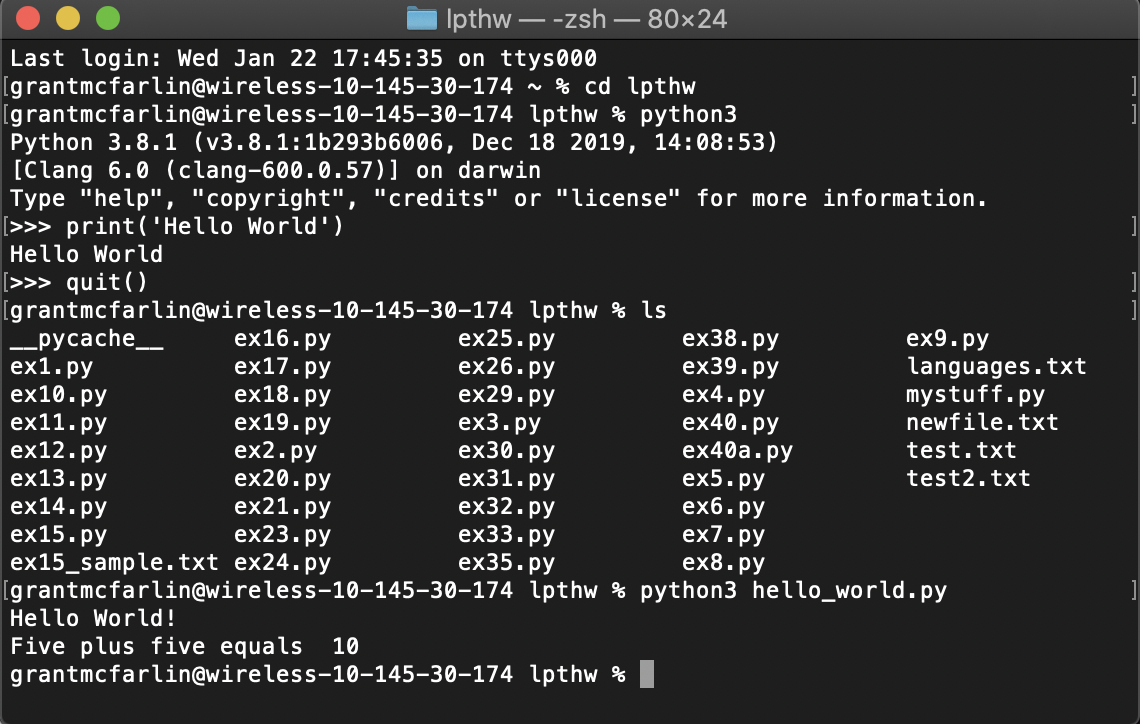 lpthw — -zsh — 80×24
Last login: Wed Jan 22 17:45:35 on ttys000
[grantmcfarlin@wireless-10-145-30-174 ~ % cd lpthw ]
[grantmcfarlin@wireless-10-145-30-174 lpthw % python3 ]
Python 3.8.1 (v3.8.1:1b293b6006, Dec 18 2019, 14:08:53)
[Clang 6.0 (clang-600.0.57)] on darwin
Type "help", "copyright", "credits" or "license" for more information.
[>>> print('Hello World') ]
Hello World
[>>> quit() ]
[grantmcfarlin@wireless-10-145-30-174 lpthw % ls ]
__pycache__ ex16.py ex25.py ex38.py ex9.py
ex1.py ex17.py ex26.py ex39.py languages.txt
ex10.py ex18.py ex29.py ex4.py mystuff.py
ex11.py ex19.py ex3.py ex40.py newfile.txt
ex12.py ex2.py ex30.py ex40a.py test.txt
ex13.py ex20.py ex31.py ex5.py test2.txt
ex14.py ex21.py ex32.py ex6.py
ex15.py ex23.py ex33.py ex7.py
ex15_sample.txt ex24.py ex35.py ex8.py
[grantmcfarlin@wireless-10-145-30-174 lpthw % python3 hello_world.py ]
Hello World!
Five plus five equals  10
grantmcfarlin@wireless-10-145-30-174 lpthw %